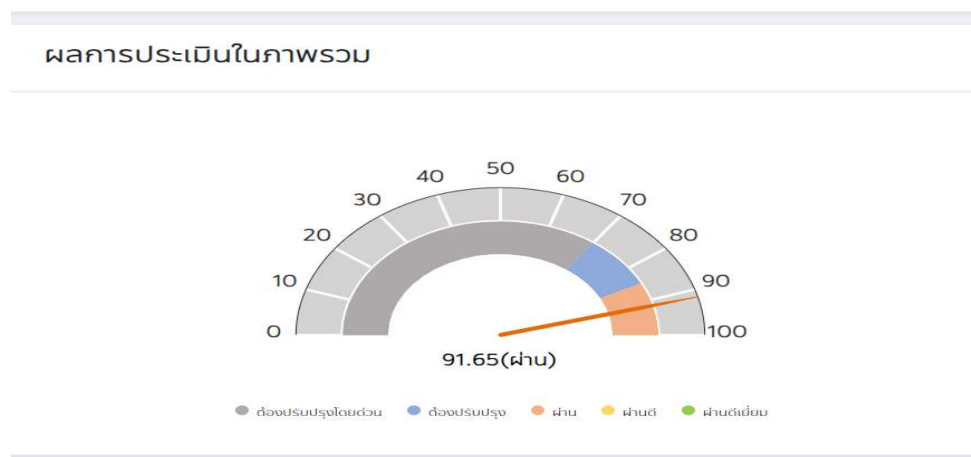 ผลการประเมินในภาพรวม
50
40 60
30 70
20 80
10 90
0 100
91.65(ผ่าน)
ต้องปรับปรุงโดยด่วน ต้องปรับปรุง ผ่าน ผ่านดี ผ่านดีเยี่ยม